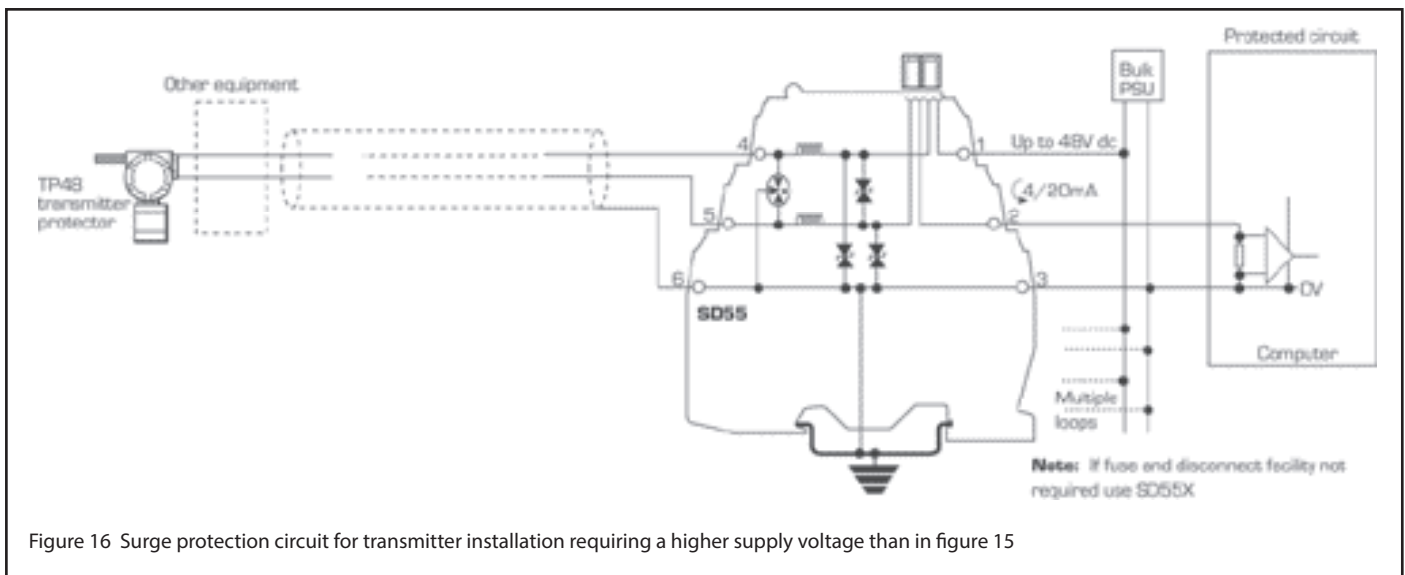 Protected circuit
Other equipment
Bulk
PSU
4
1
Up to 48V dc
4/20mA
TP48
transmitter
protector
5
2
6
3
0V
SD55
Computer
Multiple
loops
Note: If fuse and disconnect facility not
required use SD55X
Figure 16 Surge protection circuit for transmitter installation requiring a higher supply voltage than in figure 15